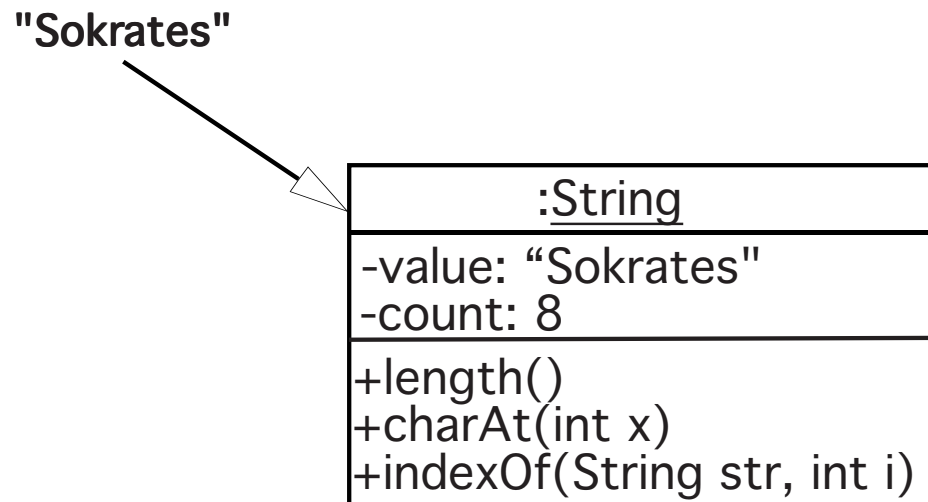 "Sokrates"
:String
-value: “Sokrates"
-count: 8
+length()
+charAt(int x)
+indexOf(String str, int i)